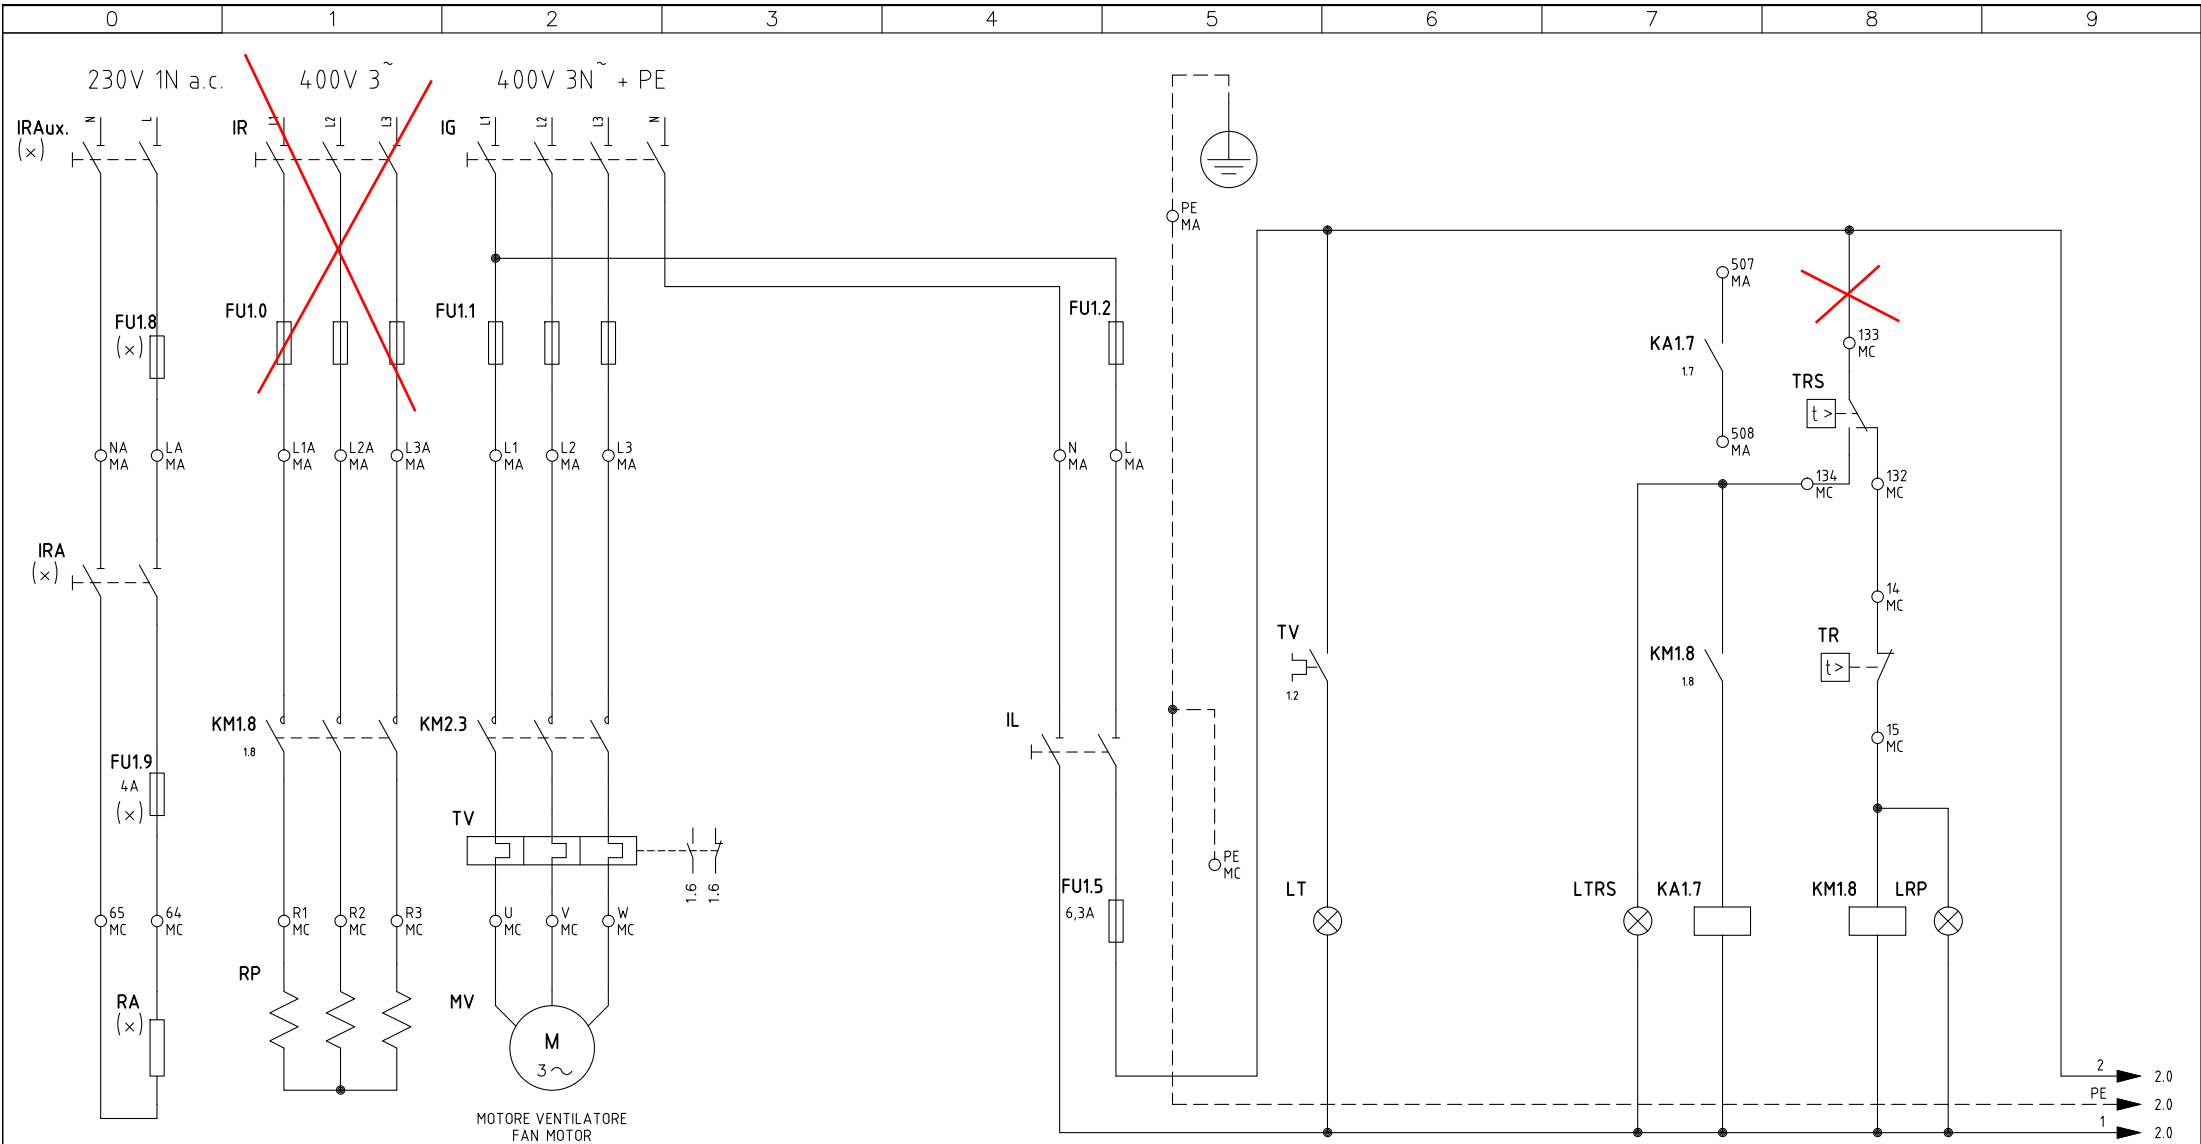 0 1 2 3 4 5 6 7 8 9
230V 1N a.c. 400V 3~ 400V 3N~ + PE
IRAux.
(x)
N L
IR
L1 L2 L3
IG
L1 L2 L3 N
PE
MA
507
MA
FU1.8
(x)
FU1.0
FU1.1
FU1.2
KA1.7
1.7
133
MC
TRS
t >
508
MA
NA
MA
LA
MA
L1A
MA
L2A
MA
L3A
MA
L1
MA
L2
MA
L3
MA
N
MA
L
MA
134
MC
132
MC
IRA
(x)
14
MC
TV
1.2
KM1.8
1.8
TR
t>
KM1.8
1.8
KM2.3
IL
15
MC
FU1.9
4A
(x)
TV
1.6 1.6
PE
MC
FU1.5
6,3A
LT
LTRS
KA1.7
KM1.8
LRP
65
MC
64
MC
R1
MC
R2
MC
R3
MC
U
MC
V
MC
W
MC
RP
MV
RA
(x)
M
3~
2 2.0
PE 2.0
1 2.0
MOTORE VENTILATORE
FAN MOTOR